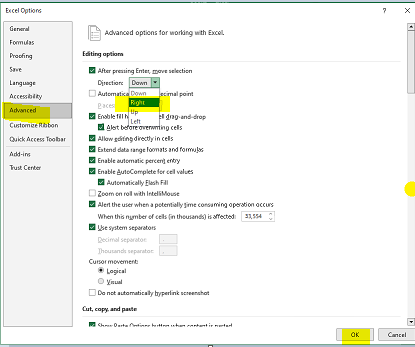 Excel Options
?
General
Formulas
Proofing
Save
Language
Accessibility
Advanced
Customize Ribbon
Quick Access Toolbar
Add-ins
Trust Center
Advanced options for working with Excel.
Editing options
After pressing Enter, move selection
Direction: Down
Down
Right
Up
Left
Automatica ecimal point
Enable fill h ll drag-and-drop
Alert before overwriting cells
Allow editing directly in cells
Extend data range formats and formulas
Enable automatic percent entry
Enable AutoComplete for cell values
Automatically Flash Fill
Zoom on roll with IntelliMouse
Alert the user when a potentially time consuming operation occurs
When this number of cells (in thousands) is affected: 33,554
Use system separators
Decimal separator
Thousands separator
Cursor movement:
Logical
Visual
Do not automatically hyperlink screenshot
Cut, copy, and paste
Show Paste Options button when content is pasted
OK
Cancel